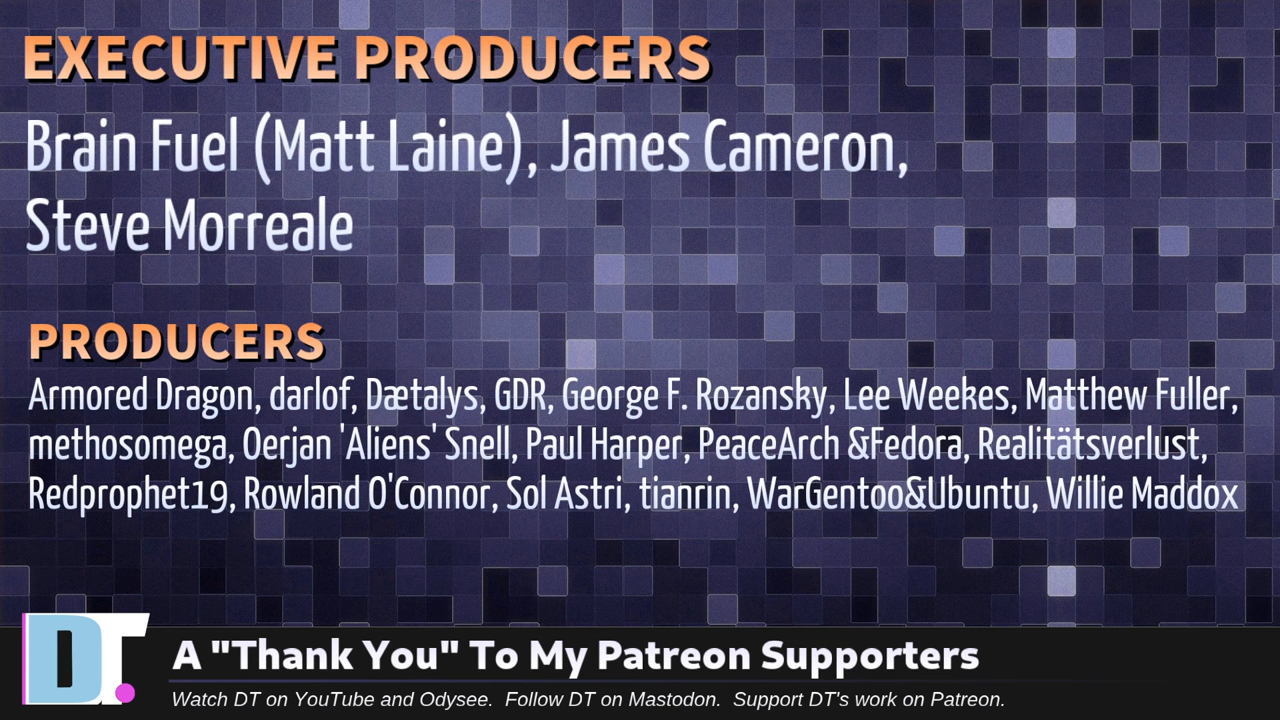 EXECUTIVE PRODUCERS
Brain Fuel (Matt Laine), James Cameron,
Steve Morreale
PRODUCERS
Armored Dragon, darlof, Dætalys, GDR, George F. Rozansky, Lee Weekes, Matthew Fuller,
methosomega, Oerjan 'Aliens' Snell, Paul Harper, PeaceArch &Fedora, Realitätsverlust,
Redprophet19, Rowland O'Connor, Sol Astri, tianrin, WarGentoo&Ubuntu, Willie Maddox
DT.
A "Thank You" To My Patreon Supporters
Watch DT on YouTube and Odysee.  Follow DT on Mastodon.  Support DT's work on Patreon.